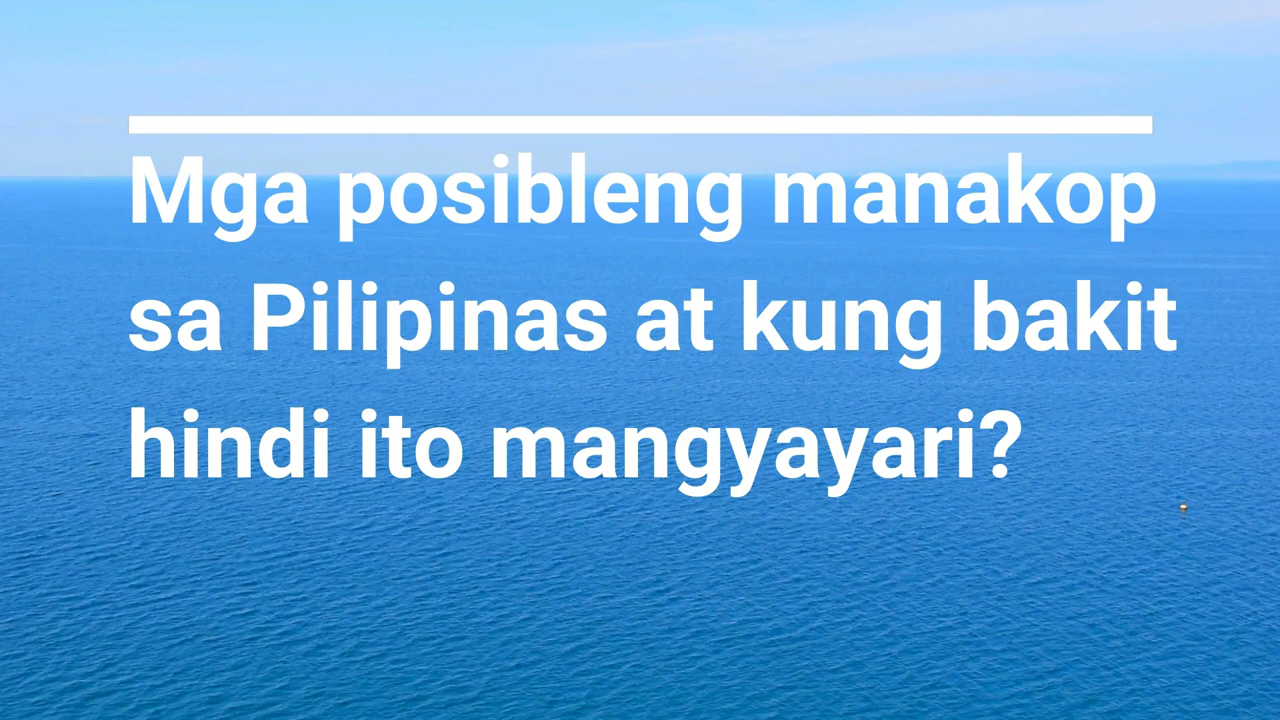 Mga posibleng manakop
sa Pilipinas at kung bakit
hindi ito mangyayari?